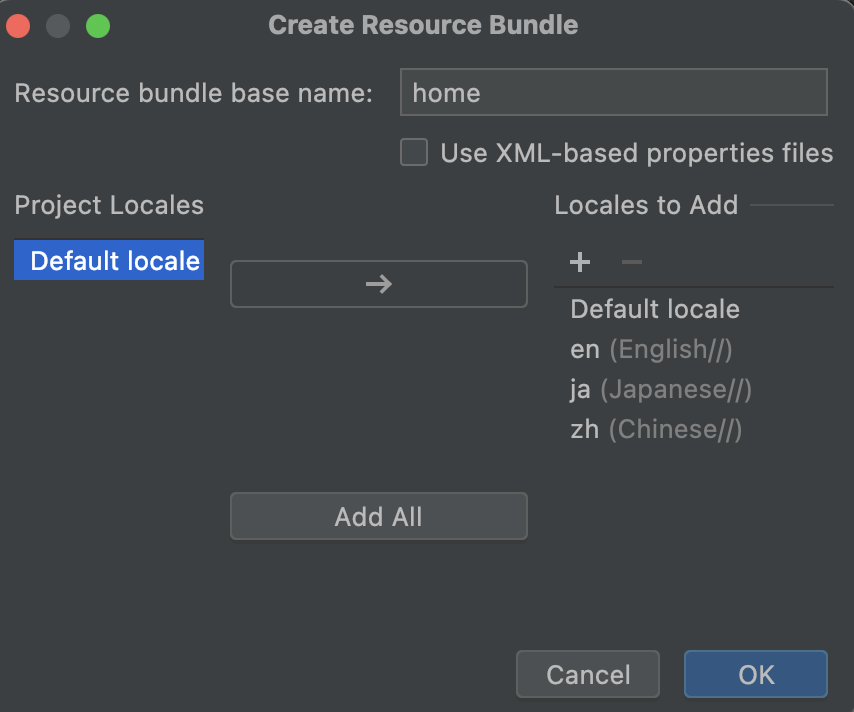 Create Resource Bundle
Resource bundle base name: home
Use XML-based properties files
Project Locales
Default locale
→
Add All
Locales to Add
+ −
Default locale
en (English//)
ja (Japanese//)
zh (Chinese//)
Cancel OK